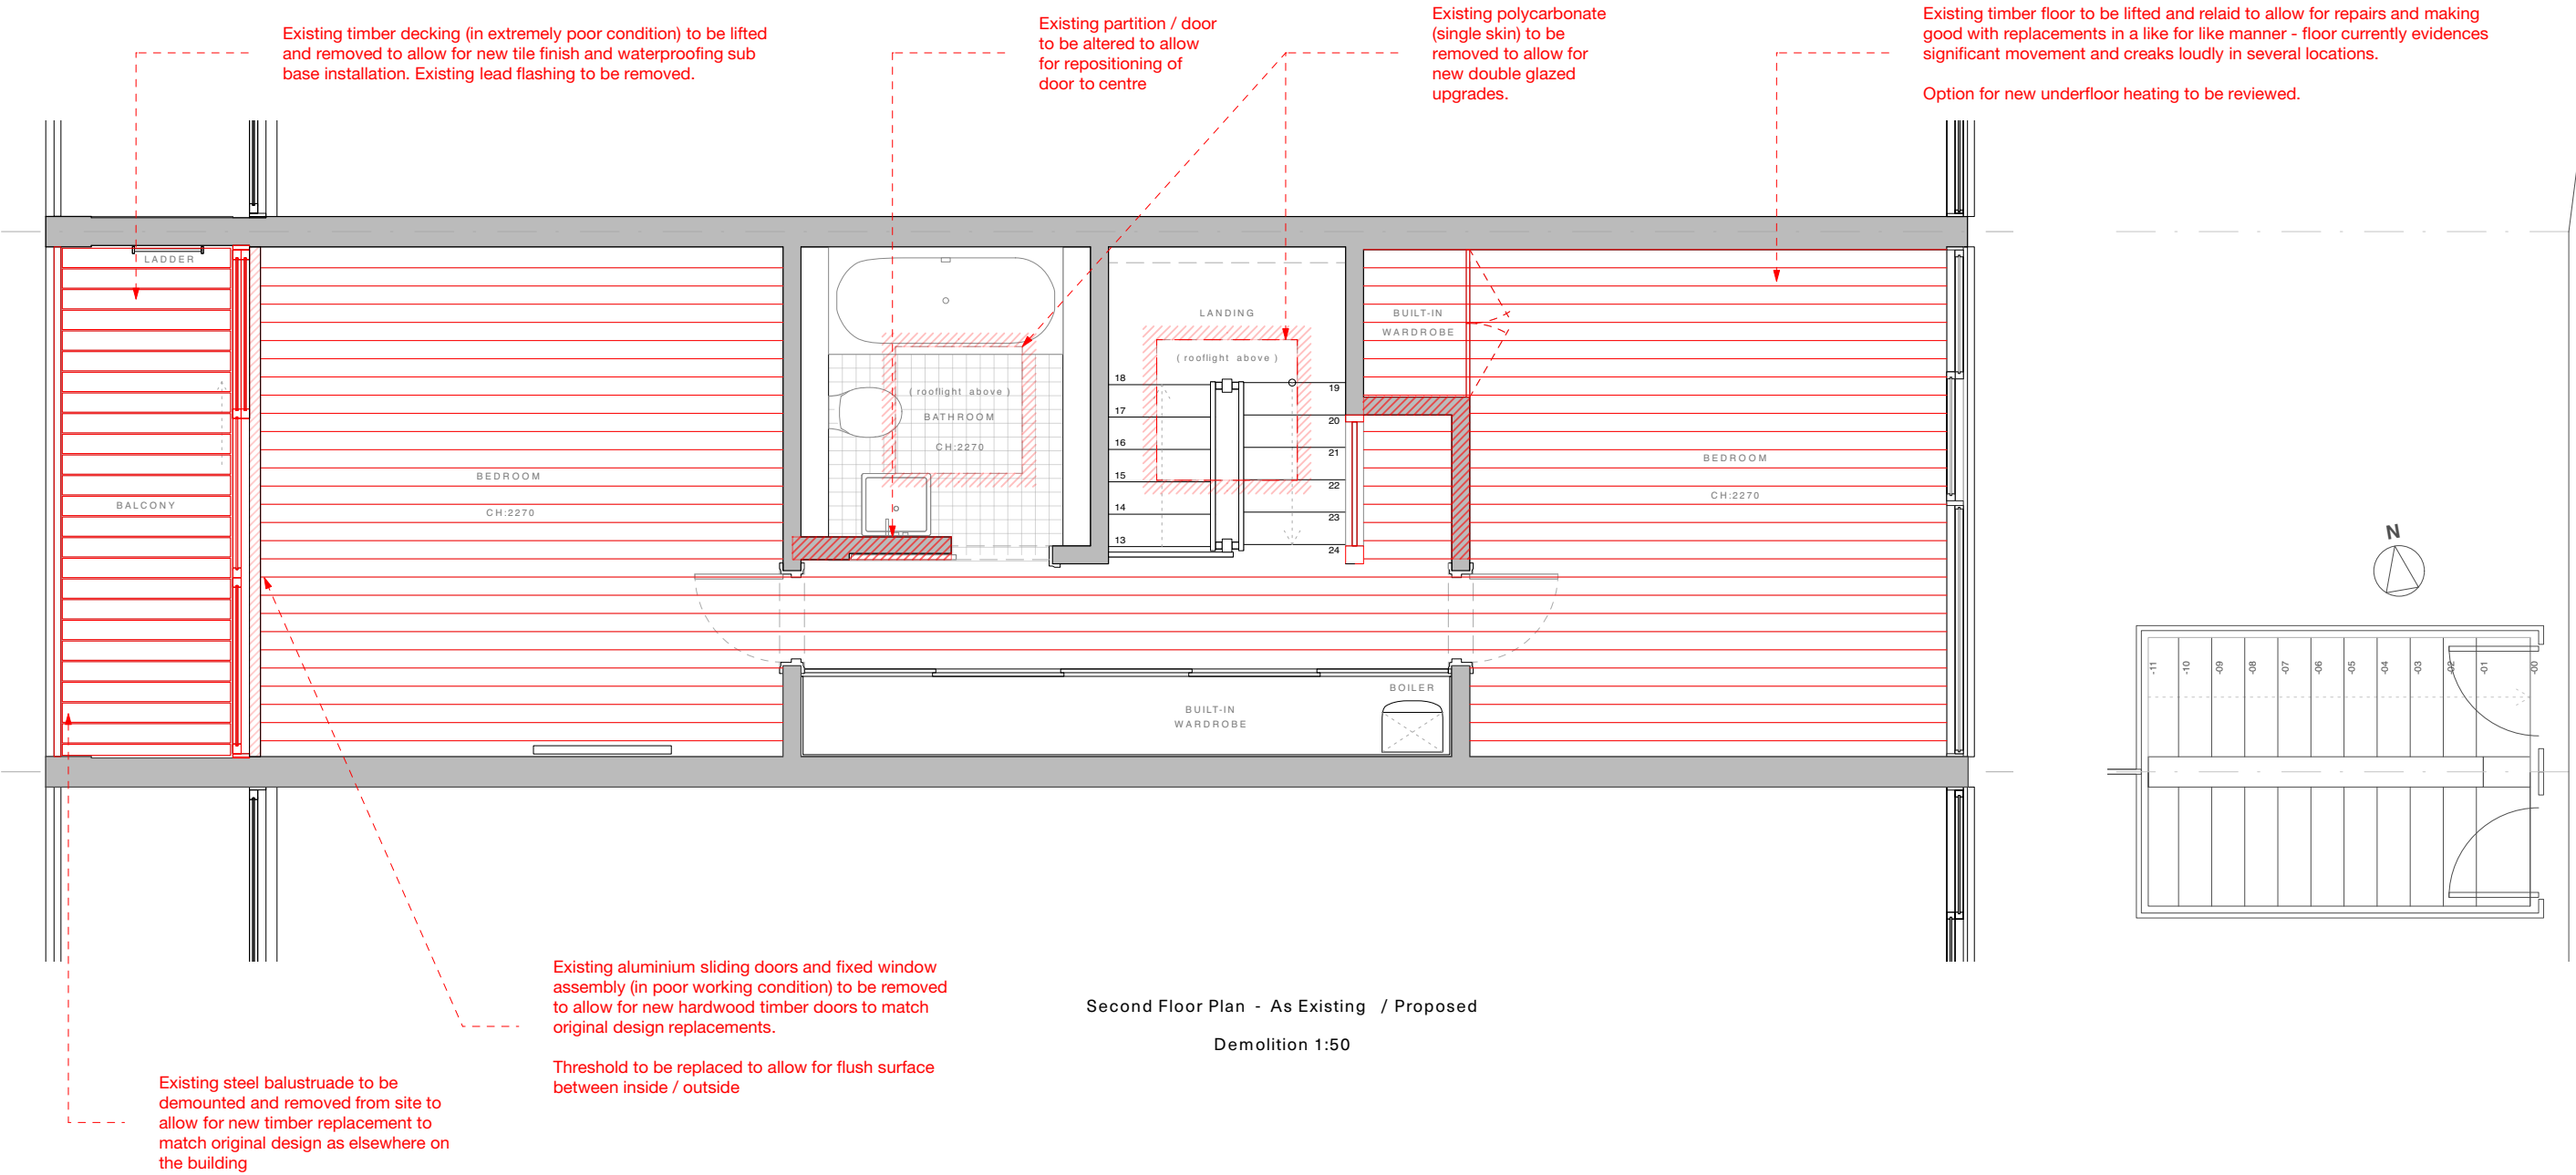 Existing timber decking (in extremely poor condition) to be lifted
and removed to allow for new tile finish and waterproofing sub
base installation. Existing lead flashing to be removed.
Existing partition / door
to be altered to allow
for repositioning of
door to centre
Existing polycarbonate
(single skin) to be
removed to allow for
new double glazed
upgrades.
Existing timber floor to be lifted and relaid to allow for repairs and making
good with replacements in a like for like manner - floor currently evidences
significant movement and creaks loudly in several locations.
Option for new underfloor heating to be reviewed.
LADDER
BALCONY
BEDROOM
CH:2270
( rooflight above )
BATHROOM
CH:2270
LANDING
( rooflight above )
18
17
16
15
14
13
19
20
21
22
23
24
BUILT-IN
WARDROBE
BEDROOM
CH:2270
BUILT-IN
WARDROBE
BOILER
N
-11
-10
-09
-08
-07
-06
-05
-04
-03
-02
-01
-00
Existing aluminium sliding doors and fixed window
assembly (in poor working condition) to be removed
to allow for new hardwood timber doors to match
original design replacements.
Threshold to be replaced to allow for flush surface
between inside / outside
Existing steel balustruade to be
demounted and removed from site to
allow for new timber replacement to
match original design as elsewhere on
the building
Second Floor Plan - As Existing / Proposed
Demolition 1:50